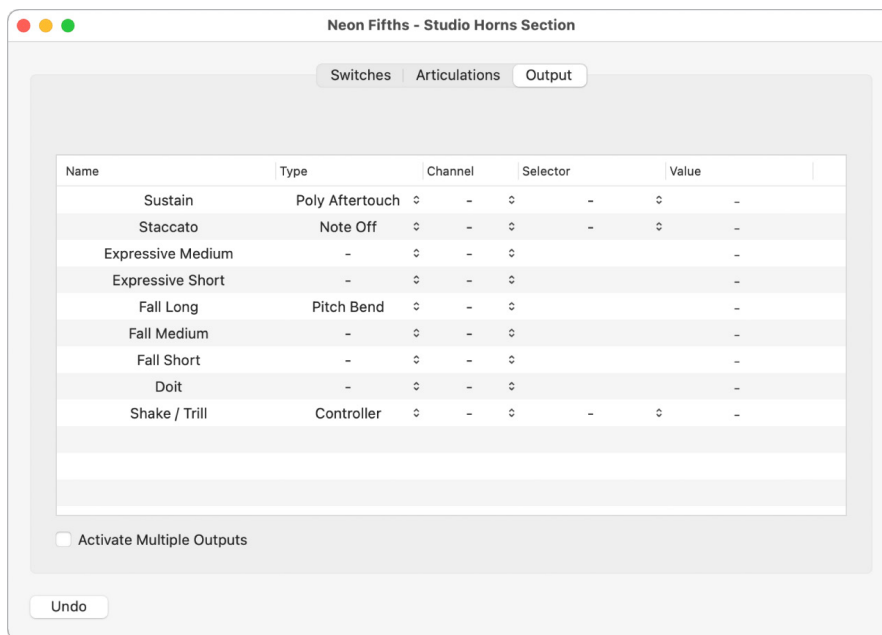 Neon Fifths - Studio Horns Section
Switches Articulations Output
Name Type Channel Selector Value
Sustain Poly Aftertouch - - -
Staccato Note Off - - -
Expressive Medium - - -
Expressive Short - - -
Fall Long Pitch Bend - -
Fall Medium - - -
Fall Short - - -
Doit - - -
Shake / Trill Controller - - -
Activate Multiple Outputs
Undo